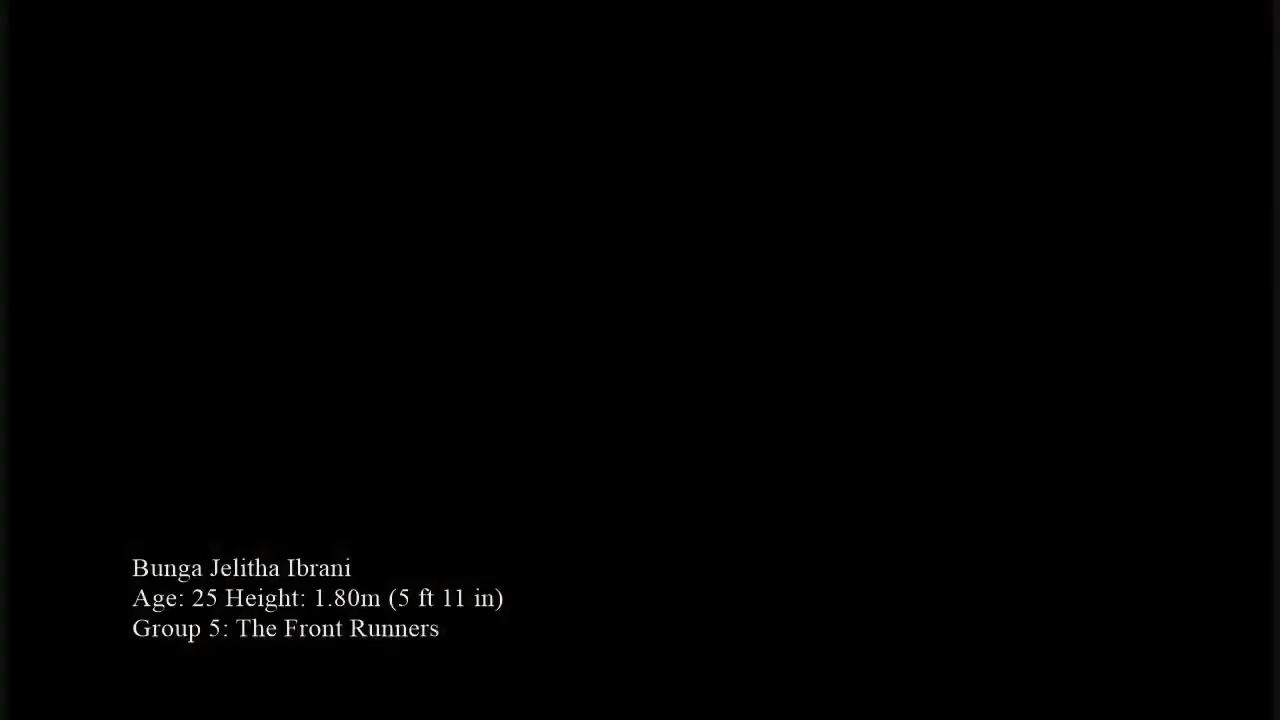 Bunga Jelitha Ibrani
Age: 25 Height: 1.80m (5 ft 11 in)
Group 5: The Front Runners